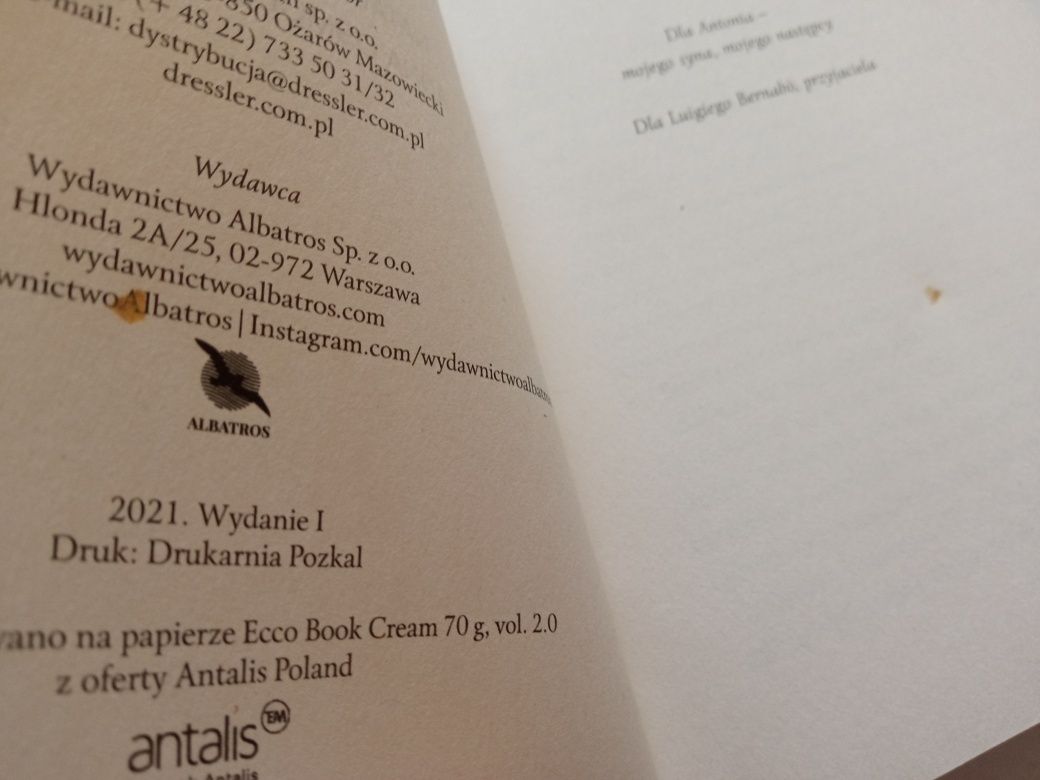 sp. z o.o.
850 Ożarów Mazowiecki
(+ 48 22) 733 50 31/32
mail: dystrybucja@dressler.com.pl
dressler.com.pl
Wydawca
Wydawnictwo Albatros Sp. z o.o.
Hlonda 2A/25, 02-972 Warszawa
wydawnictwoalbatros.com
wnictwoAlbatros | Instagram.com/wydawnictwoalbatros
ALBATROS
2021. Wydanie I
Druk: Drukarnia Pozkal
wano na papierze Ecco Book Cream 70 g, vol. 2.0
z oferty Antalis Poland
antalis TM
Antalis
Dla Antonia –
mojego syna, mojego następcy
Dla Luigiego Bernabò, przyjaciela